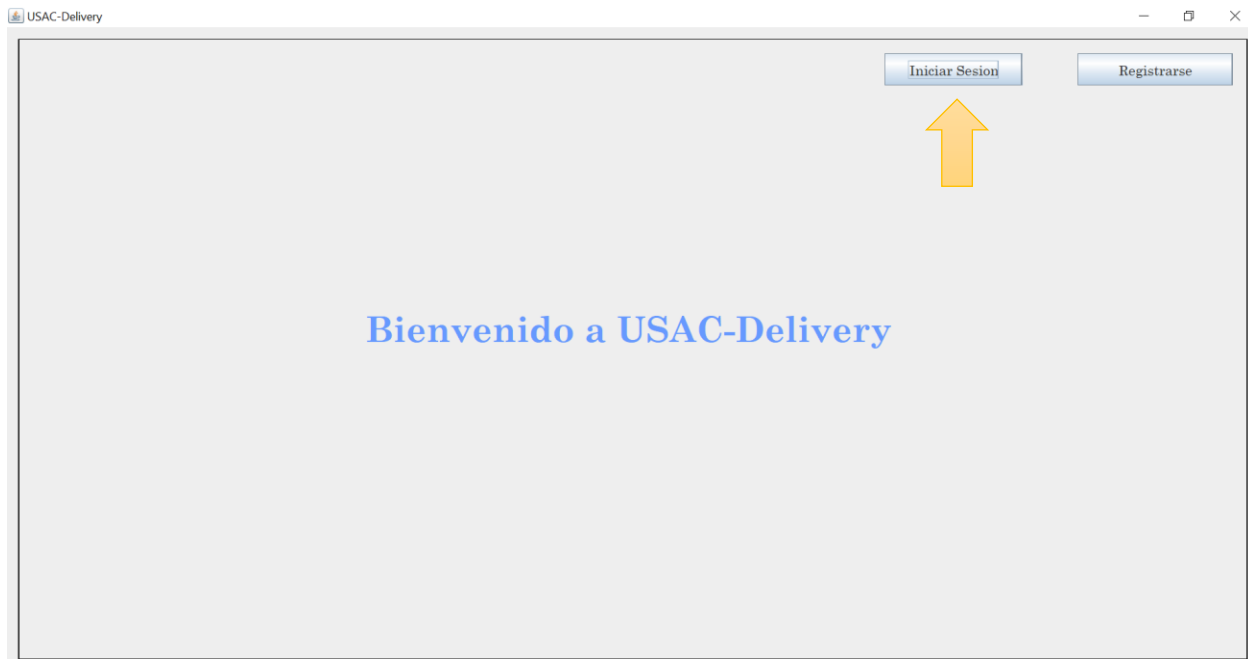 USAC-Delivery
Iniciar Sesion
Registrarse
Bienvenido a USAC-Delivery